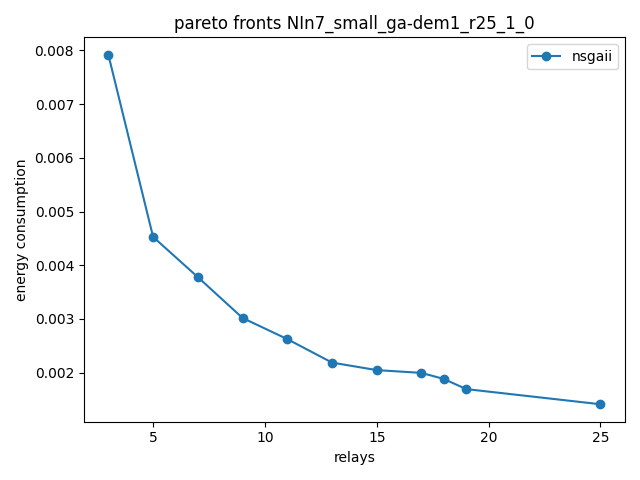 pareto fronts NIn7_small_ga-dem1_r25_1_0
nsgaii
0.008
0.007
0.006
0.005
0.004
0.003
0.002
energy consumption
5 10 15 20 25
relays